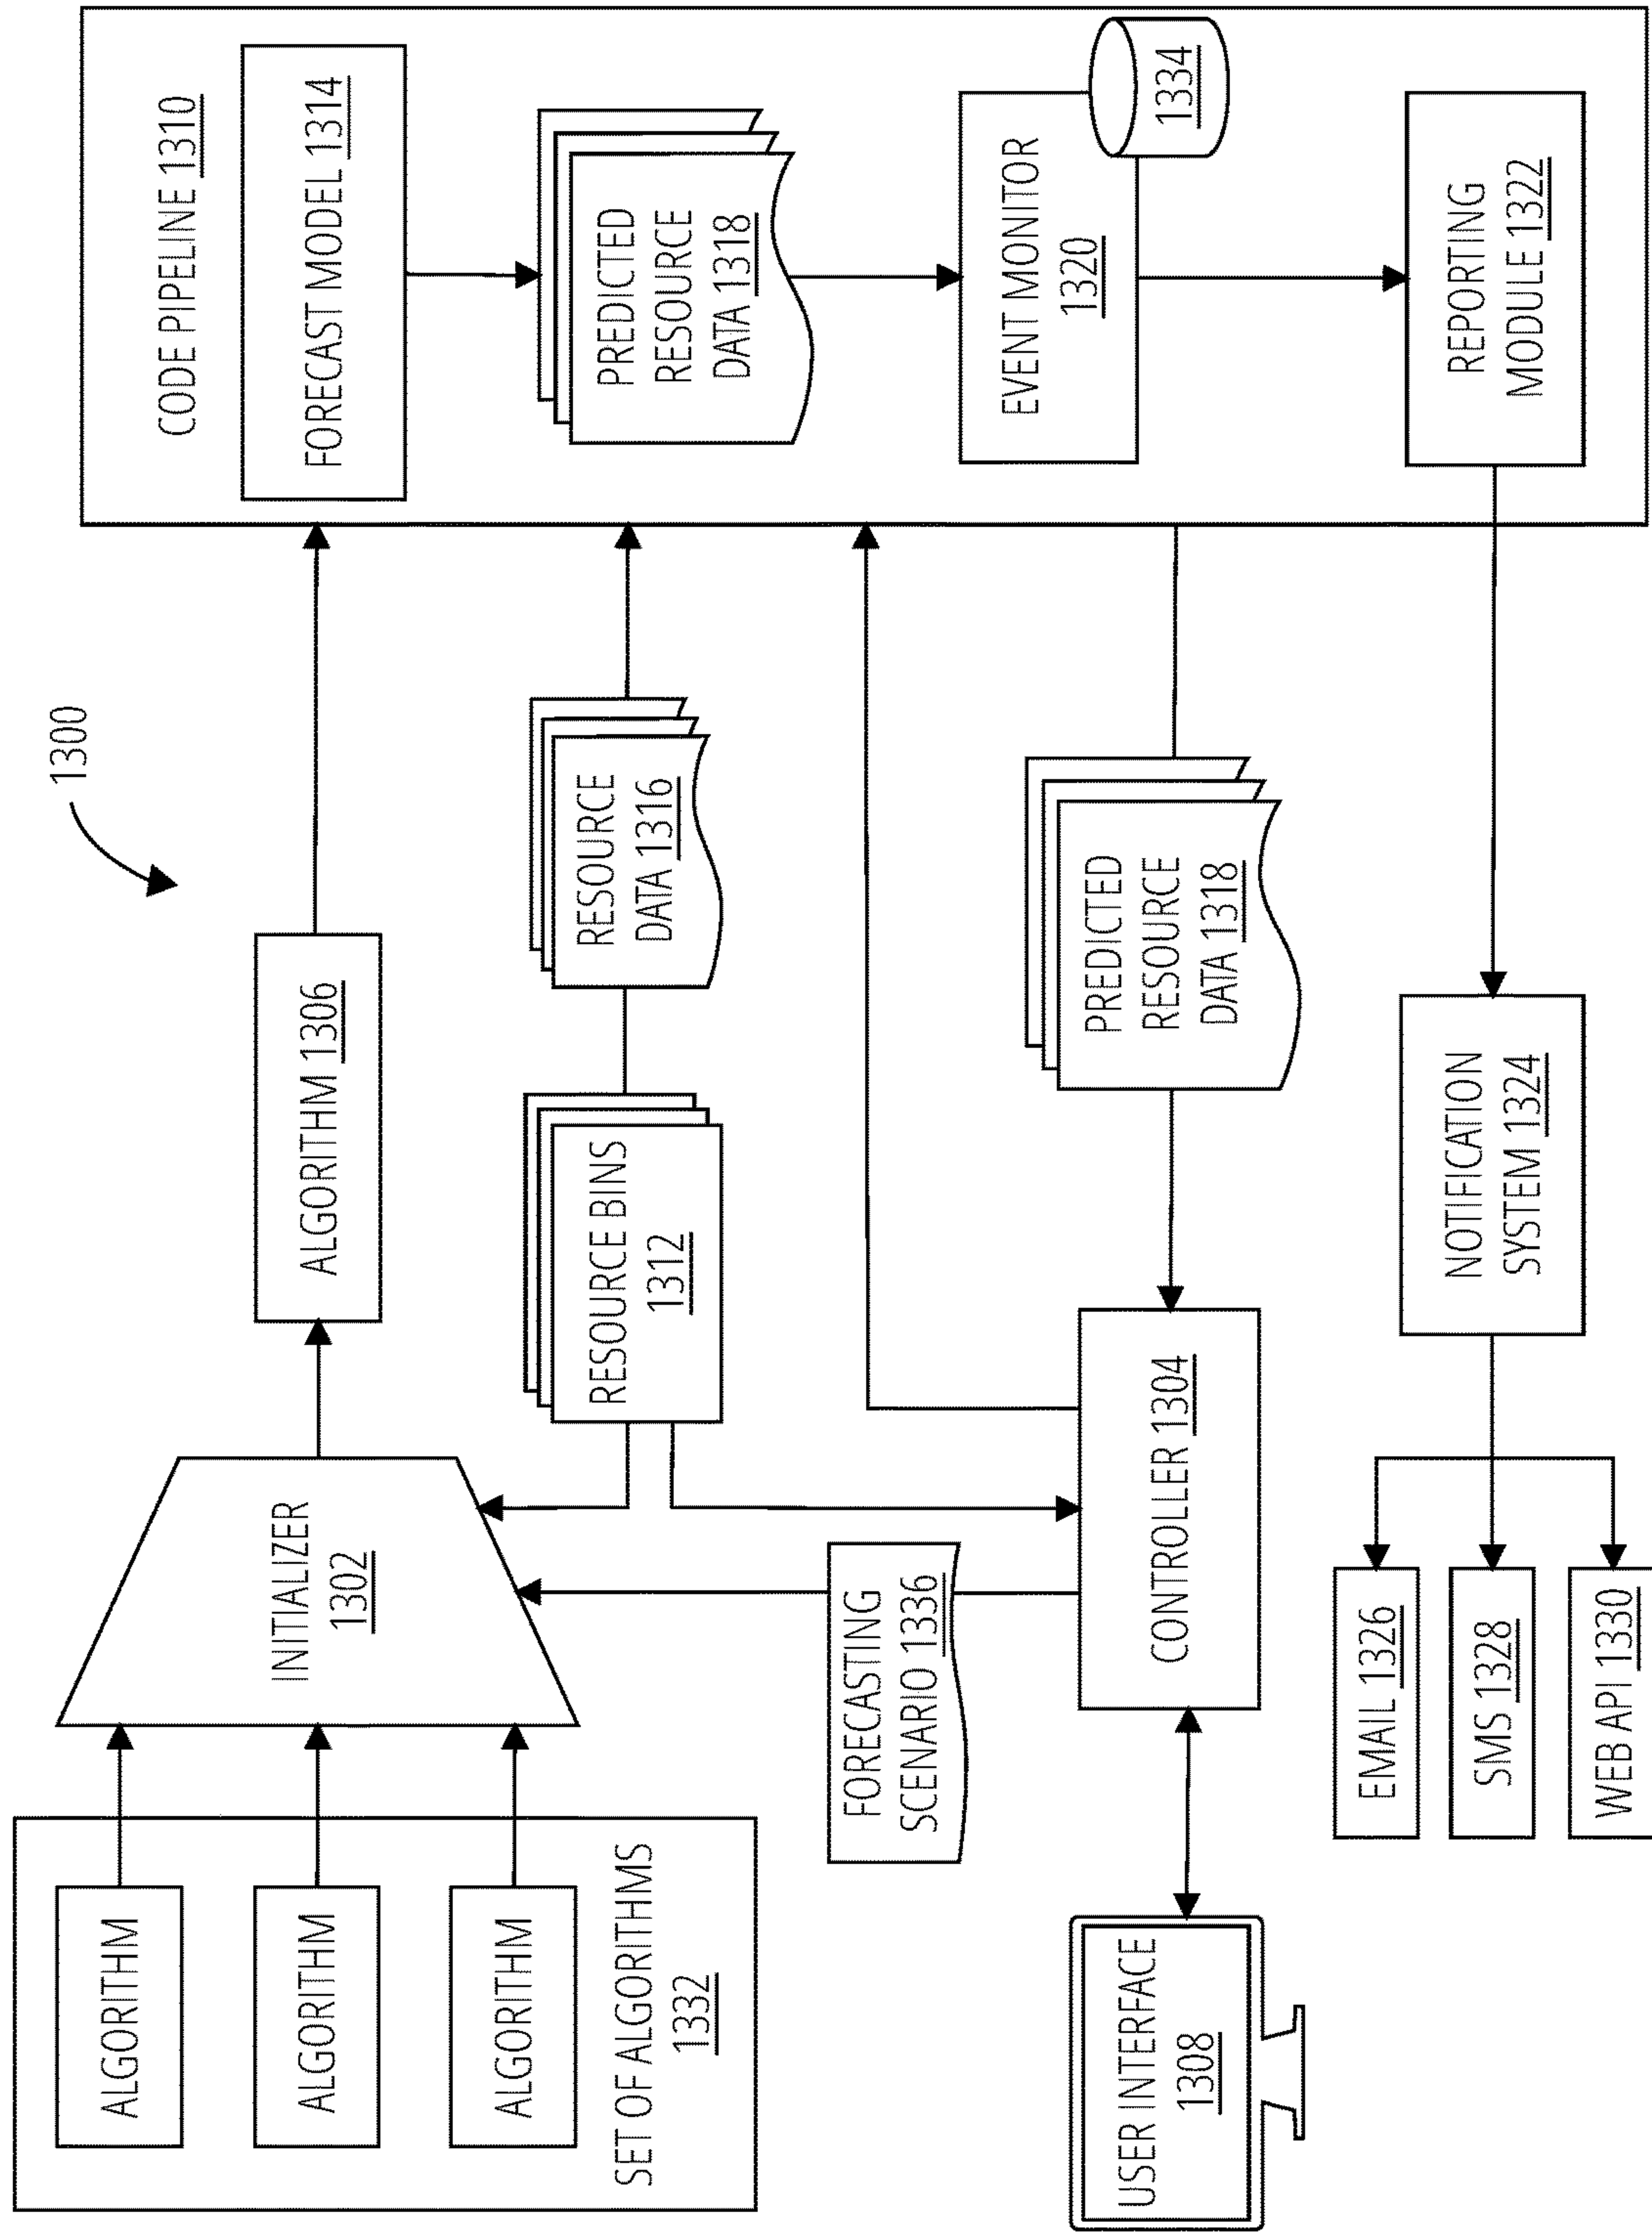 1300
ALGORITHM
ALGORITHM
ALGORITHM
SET OF ALGORITHMS
1332
INITIALIZER
1302
ALGORITHM 1306
CODE PIPELINE 1310
FORECAST MODEL 1314
RESOURCE BINS
1312
RESOURCE
DATA 1316
PREDICTED
RESOURCE
DATA 1318
FORECASTING
SCENARIO 1336
USER INTERFACE
1308
CONTROLLER 1304
PREDICTED
RESOURCE
DATA 1318
EVENT MONITOR
1320
1334
EMAIL 1326
SMS 1328
WEB API 1330
NOTIFICATION
SYSTEM 1324
REPORTING
MODULE 1322